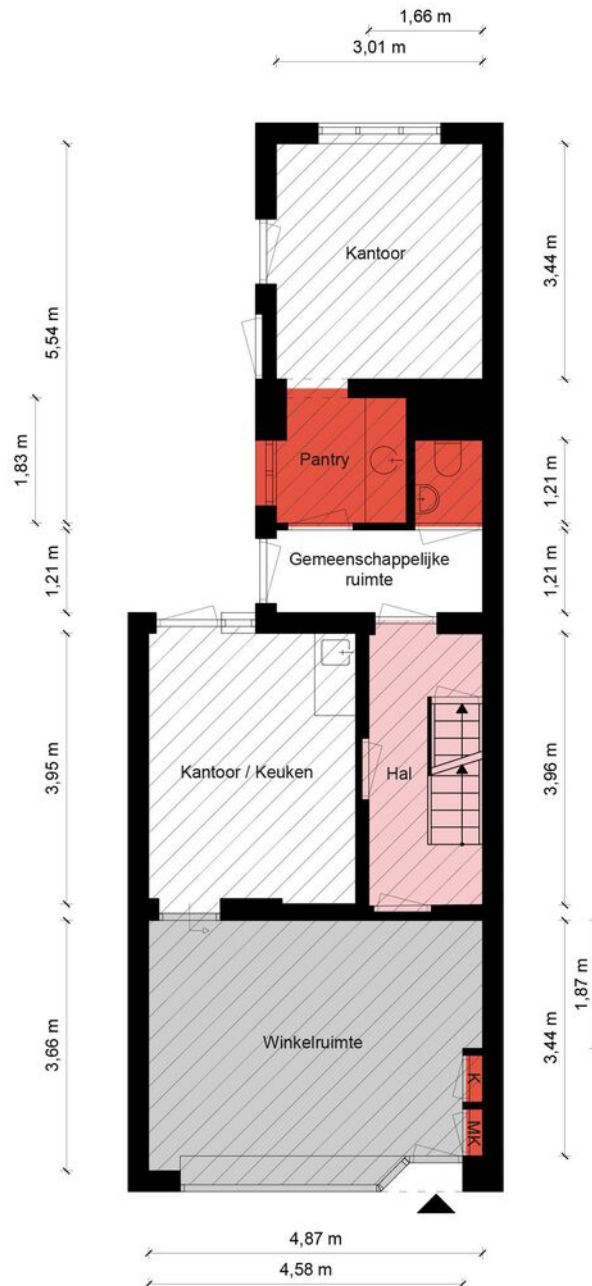 1,66 m
3,01 m
Kantoor
3,44 m
5,54 m
1,83 m
Pantry
1,21 m
Gemeenschappelijke
ruimte
1,21 m
1,21 m
Kantoor / Keuken
Hal
3,95 m
3,96 m
1,87 m
Winkelruimte
3,66 m
3,44 m
K
MK
4,87 m
4,58 m